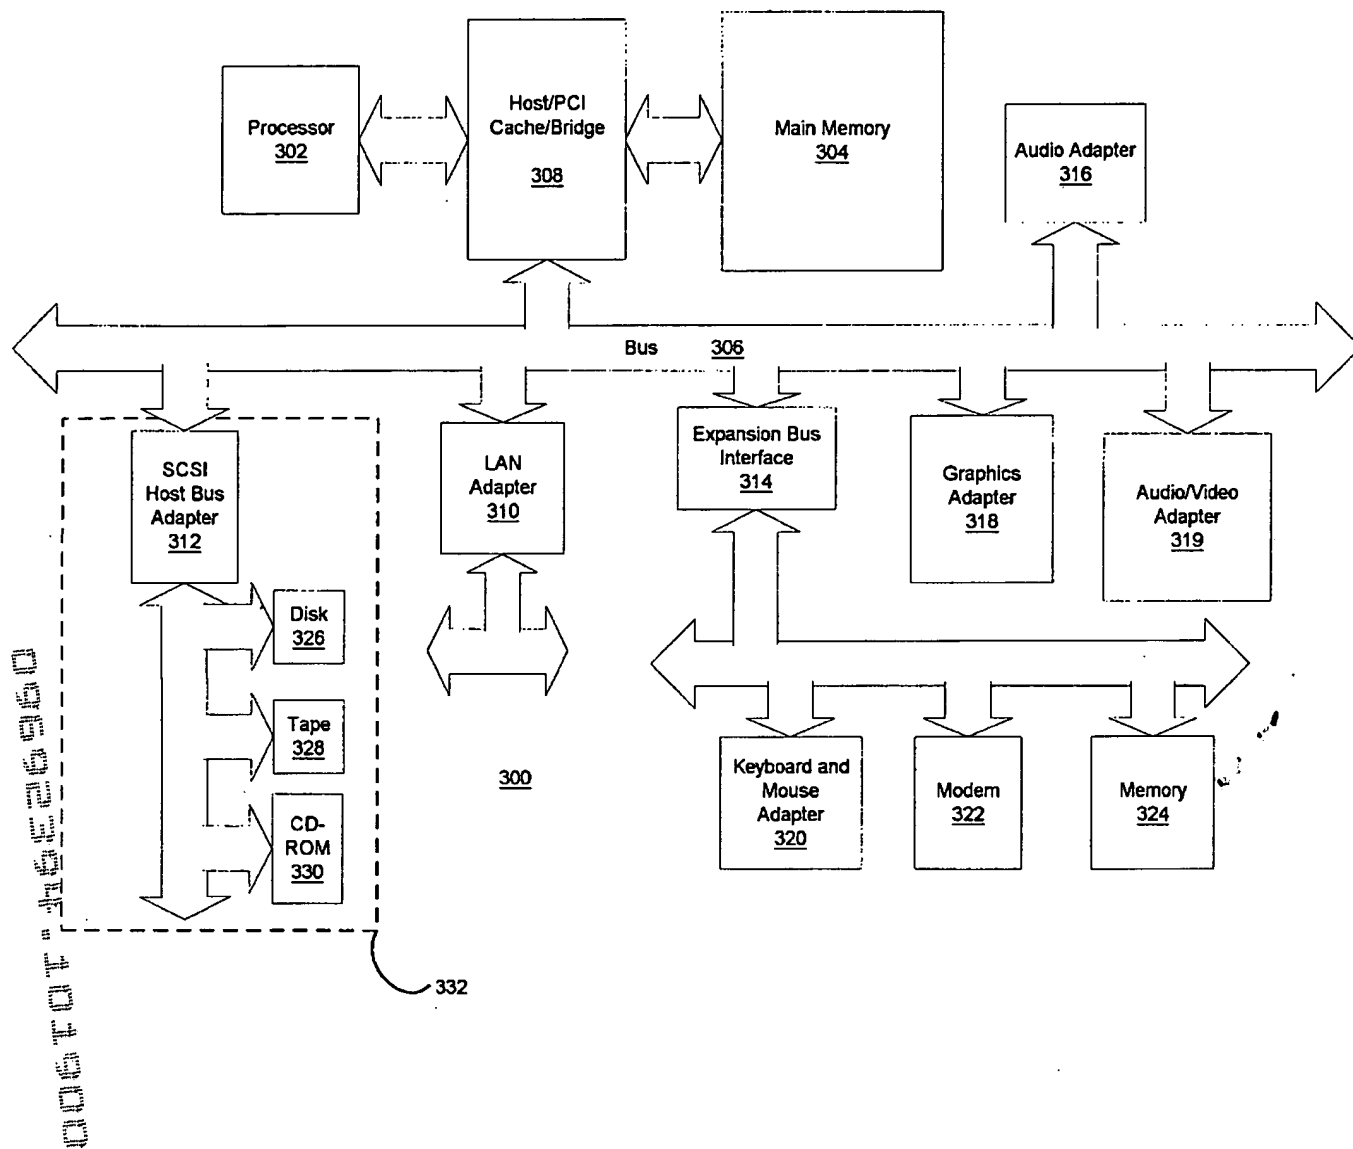 Processor
302
Host/PCI
Cache/Bridge
308
Main Memory
304
Audio Adapter
316
Bus 306
SCSI
Host Bus
Adapter
312
LAN
Adapter
310
Expansion Bus
Interface
314
Graphics
Adapter
318
Audio/Video
Adapter
319
Disk
326
Tape
328
CD-
ROM
330
300
Keyboard and
Mouse
Adapter
320
Modem
322
Memory
324
332